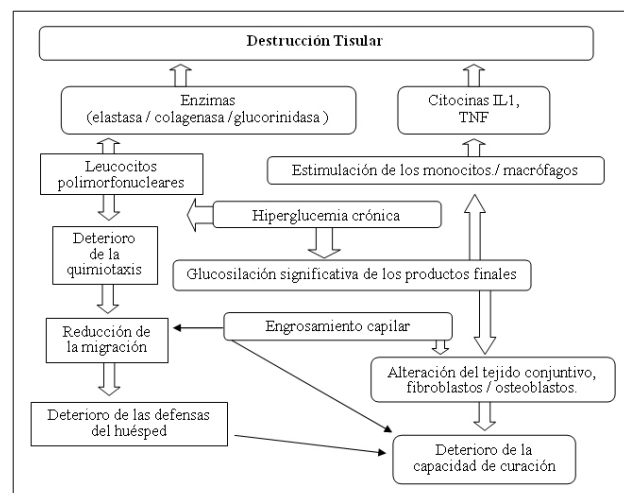 Destrucción Tisular
Enzimas
(elastasa / colagenasa /glucorinidasa )
Citocinas IL1,
TNF
Leucocitos
polimorfonucleares
Estimulación de los monocitos./ macrófagos
Hiperglucemia crónica
Deterioro
de la
quimiotaxis
Glucosilación significativa de los productos finales
Reducción de
la migración
Engrosamiento capilar
Alteración del tejido conjuntivo,
fibroblastos / osteoblastos.
Deterioro de las defensas
del huésped
Deterioro de la
capacidad de curación